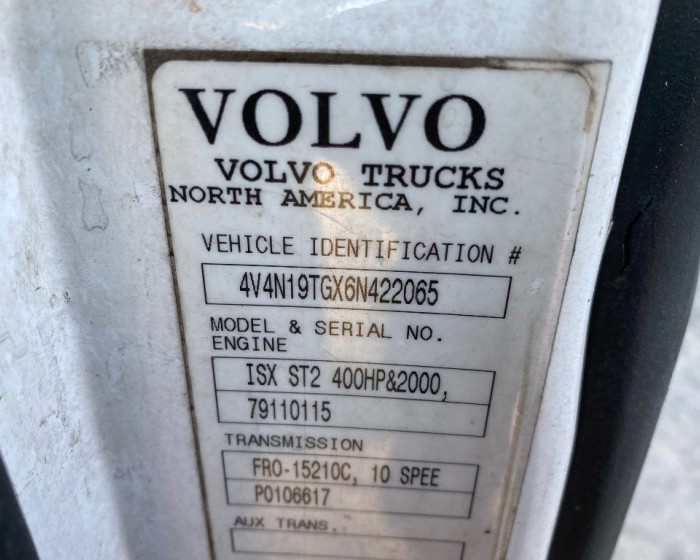 VOLVO
VOLVO TRUCKS
NORTH AMERICA, INC.
VEHICLE IDENTIFICATION #
4V4N19TGX6N422065
MODEL & SERIAL NO.
ENGINE
ISX ST2 400HP&2000,
79110115
TRANSMISSION
FRO-15210C, 10 SPEE
P0106617
AUX TRANS.